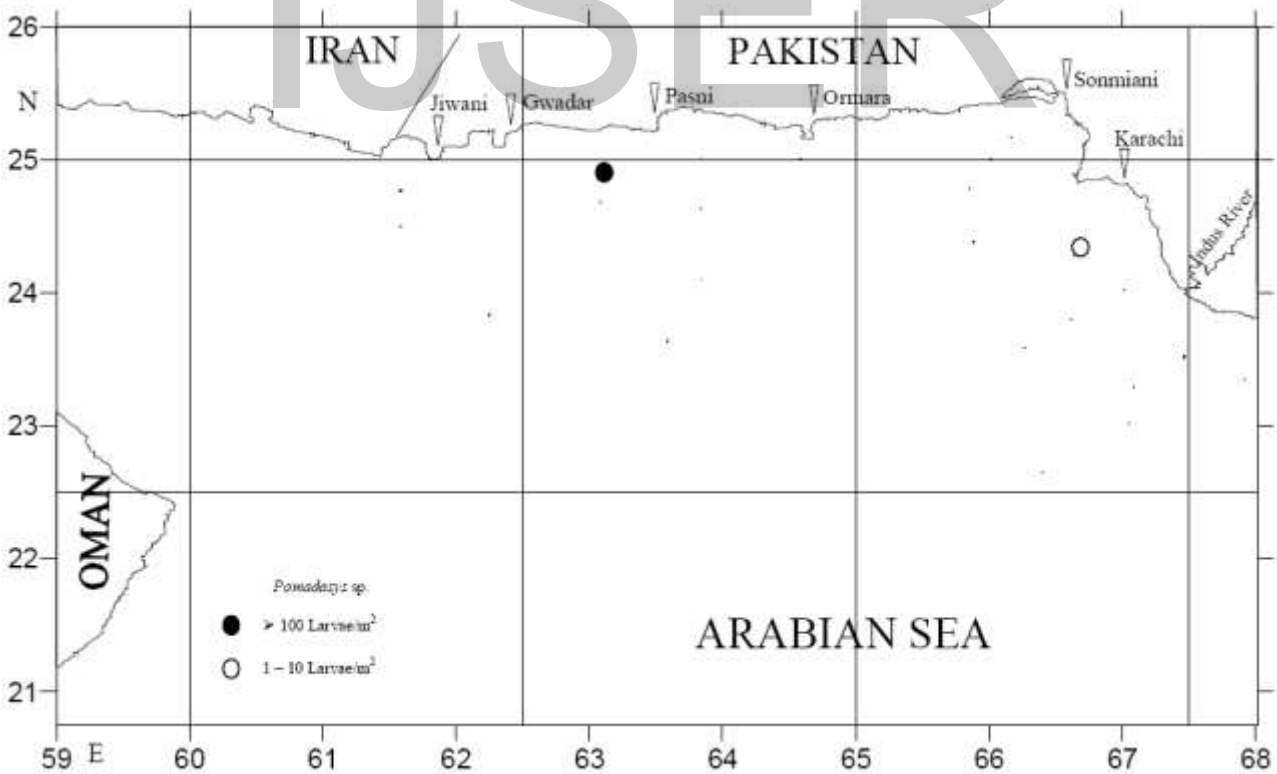 IJSER
26
IRAN
PAKISTAN
N
Jiwani
Gwadar
Pasni
Ormara
Sonmiani
Karachi
25
Indus River
24
23
OMAN
22
Pomadasys sp.
> 100 Larvae/m²
1 – 10 Larvae/m²
ARABIAN SEA
21
59 E 60 61 62 63 64 65 66 67 68